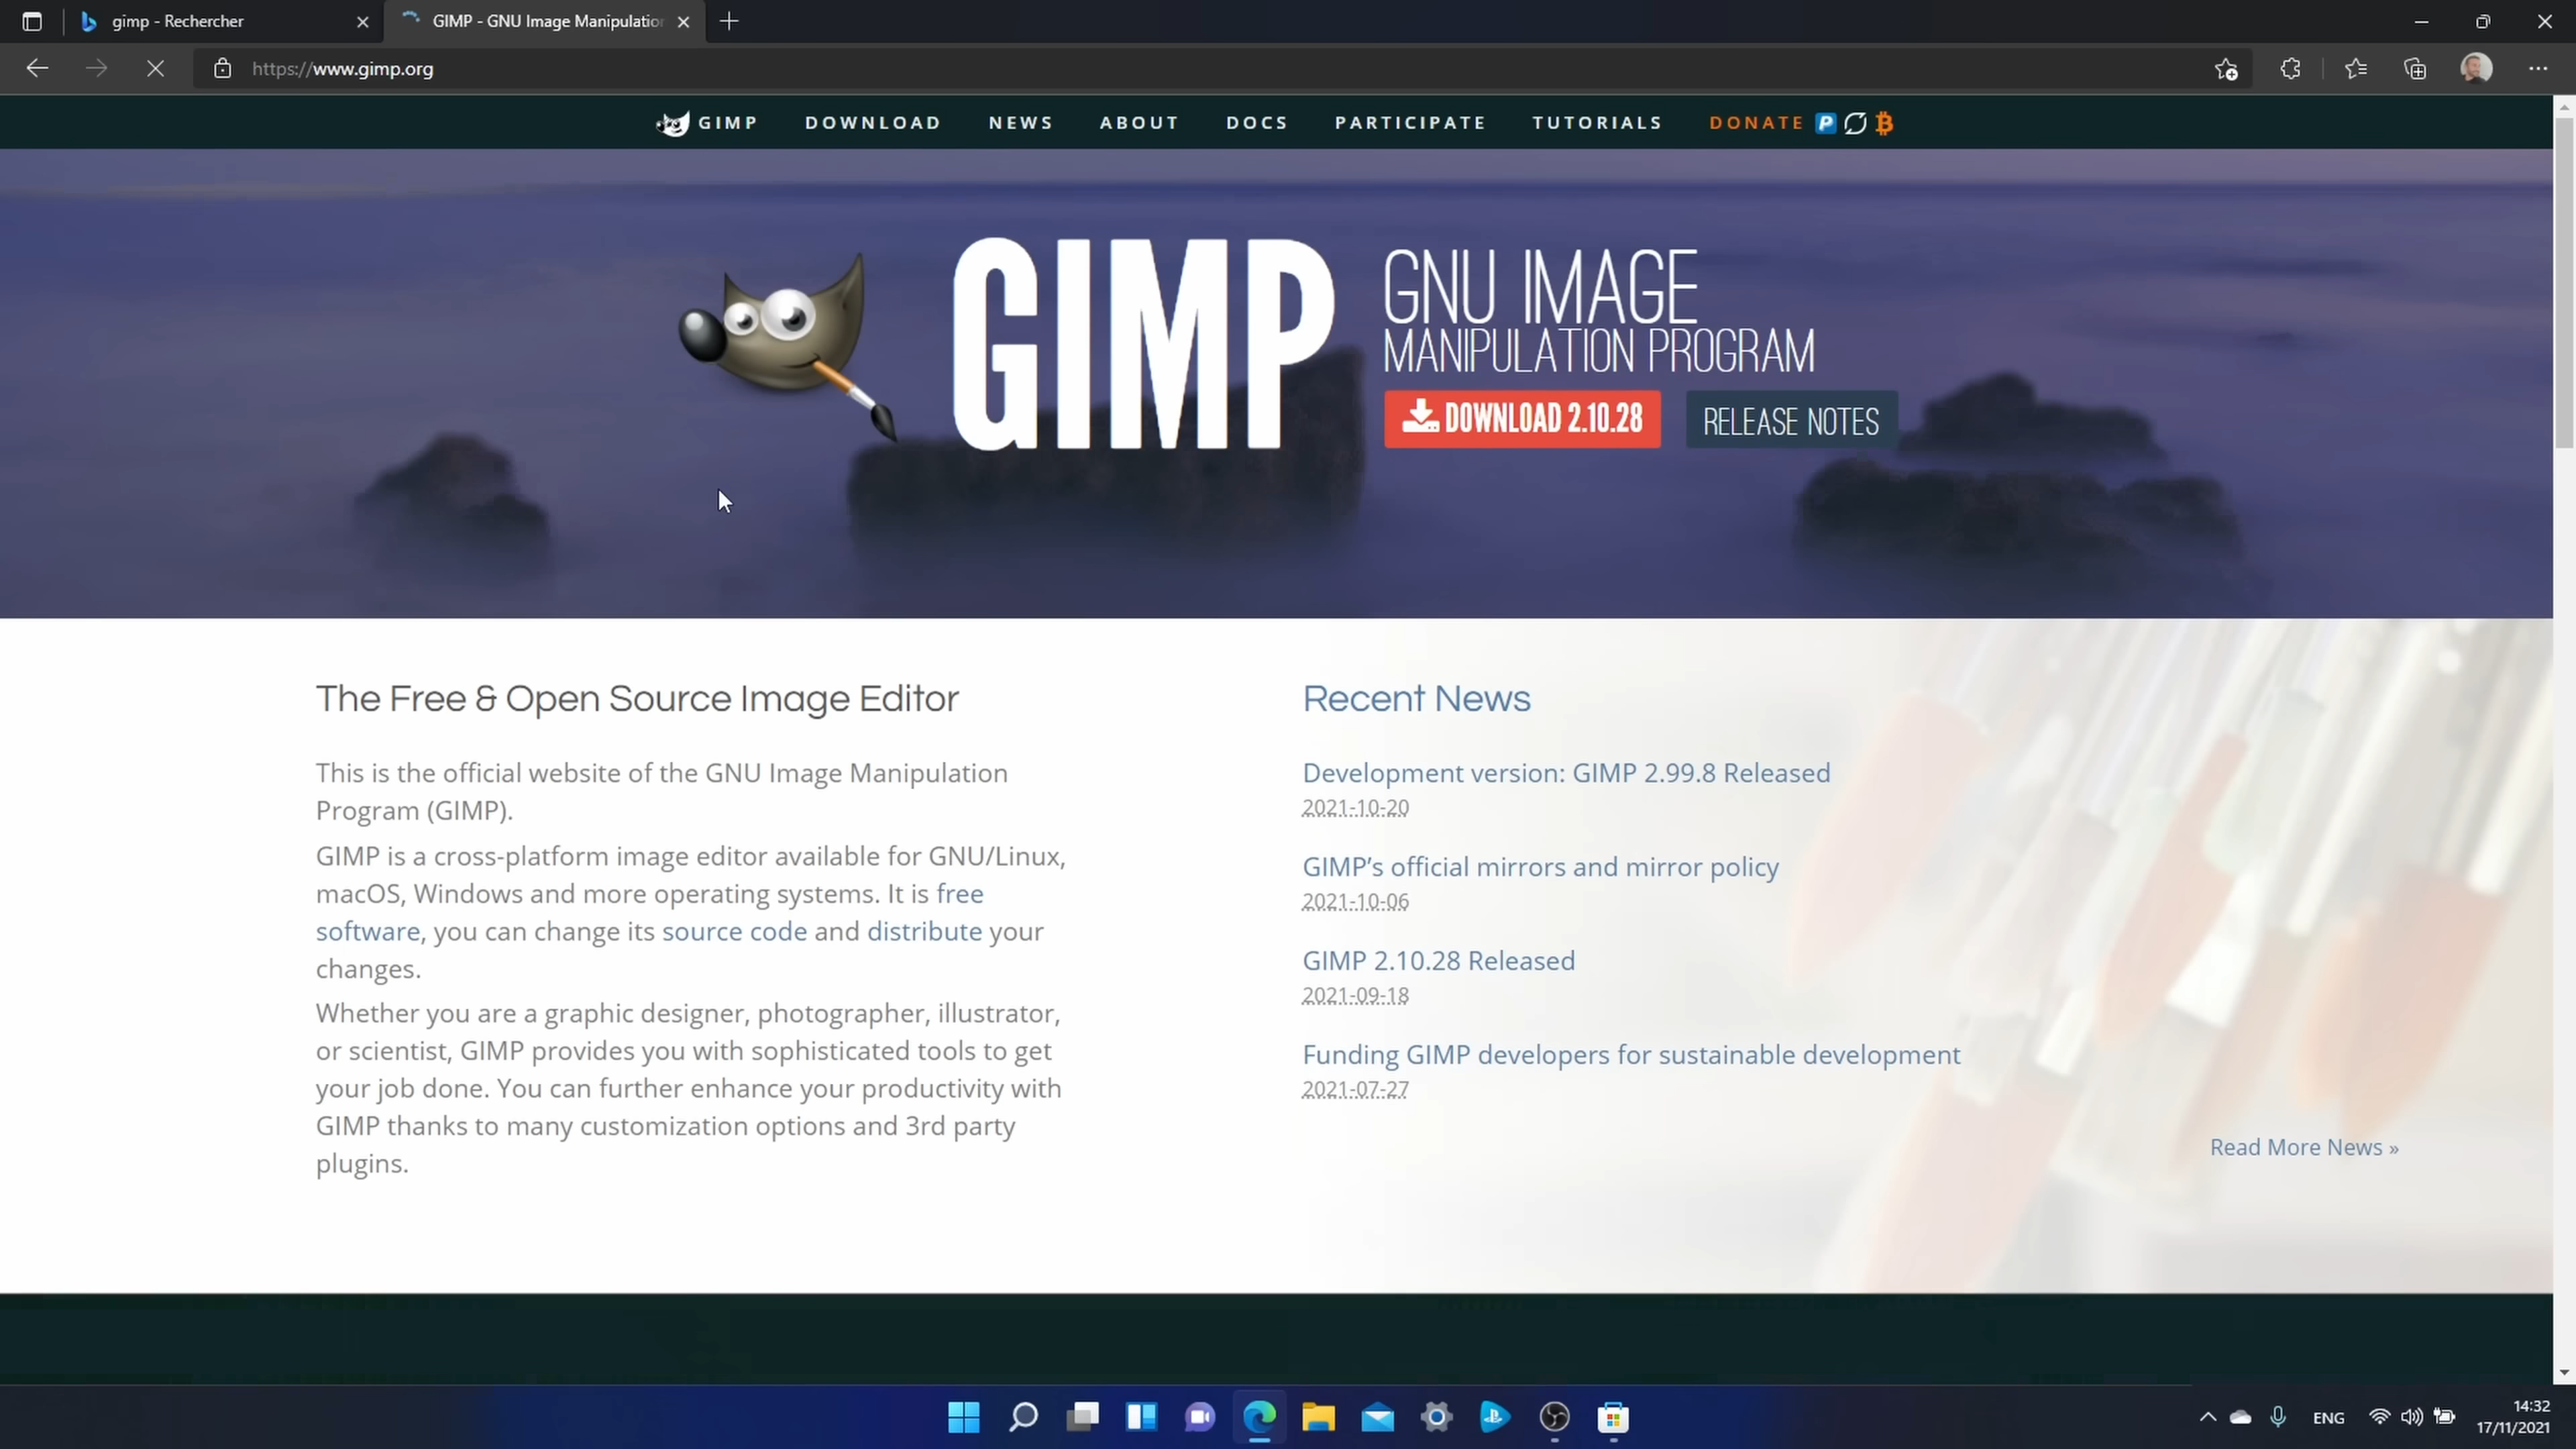 gimp - Rechercher
GIMP - GNU Image Manipulation
https://www.gimp.org
GIMP DOWNLOAD NEWS ABOUT DOCS PARTICIPATE TUTORIALS DONATE
GIMP
GNU IMAGE
MANIPULATION PROGRAM
DOWNLOAD 2.10.28
RELEASE NOTES
The Free & Open Source Image Editor
This is the official website of the GNU Image Manipulation
Program (GIMP).
GIMP is a cross-platform image editor available for GNU/Linux,
macOS, Windows and more operating systems. It is free
software, you can change its source code and distribute your
changes.
Whether you are a graphic designer, photographer, illustrator,
or scientist, GIMP provides you with sophisticated tools to get
your job done. You can further enhance your productivity with
GIMP thanks to many customization options and 3rd party
plugins.
Recent News
Development version: GIMP 2.99.8 Released
2021-10-20
GIMP's official mirrors and mirror policy
2021-10-06
GIMP 2.10.28 Released
2021-09-18
Funding GIMP developers for sustainable development
2021-07-27
Read More News »
ENG
14:32
17/11/2021